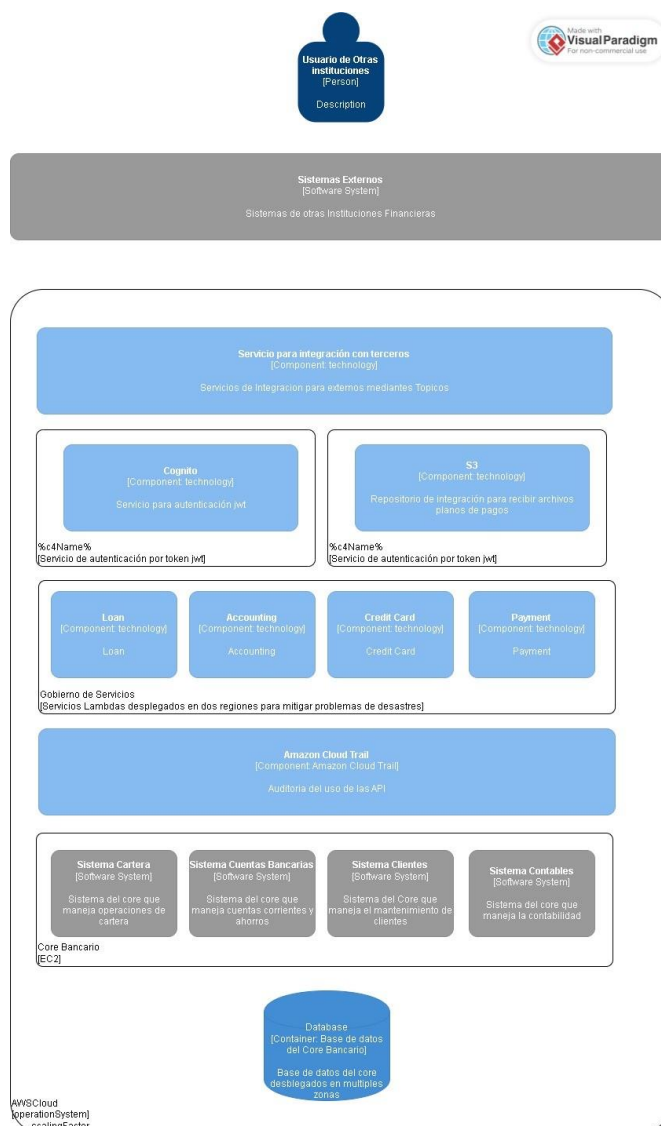 Made with
Visual Paradigm
For non-commercial use
Usuario de Otras
instituciones
[Person]
Description
Sistemas Externos
[Software System]
Sistemas de otras Instituciones Financieras
Servicio para integración con terceros
[Component: technology]
Servicios de Integracion para externos mediantes Topicos
Cognito
[Component: technology]
Servicio para autenticación jwt
%c4Name%
[Servicio de autenticación por token jwt]
S3
[Component: technology]
Repositorio de integración para recibir archivos
planos de pagos
%c4Name%
[Servicio de autenticación por token jwt]
Loan
[Component: technology]
Loan
Accounting
[Component: technology]
Accounting
Credit Card
[Component: technology]
Credit Card
Payment
[Component: technology]
Payment
Gobierno de Servicios
[Servicios Lambdas desplegados en dos regiones para mitigar problemas de desastres]
Amazon Cloud Trail
[Component: Amazon Cloud Trail]
Auditoria del uso de las API
Sistema Cartera
[Software System]
Sistema del core que
maneja operaciones de
cartera
Sistema Cuentas Bancarias
[Software System]
Sistema del core que
maneja cuentas corrientes y
ahorros
Sistema Clientes
[Software System]
Sistema del Core que
maneja el mantenimiento de
clientes
Sistema Contables
[Software System]
Sistema del core que
maneja la contabilidad
Core Bancario
[EC2]
Database
[Container: Base de datos
del Core Bancario]
Base de datos del core
desblegados en multiples
zonas
AWSCloud
[operationSystem]
scalingFactor